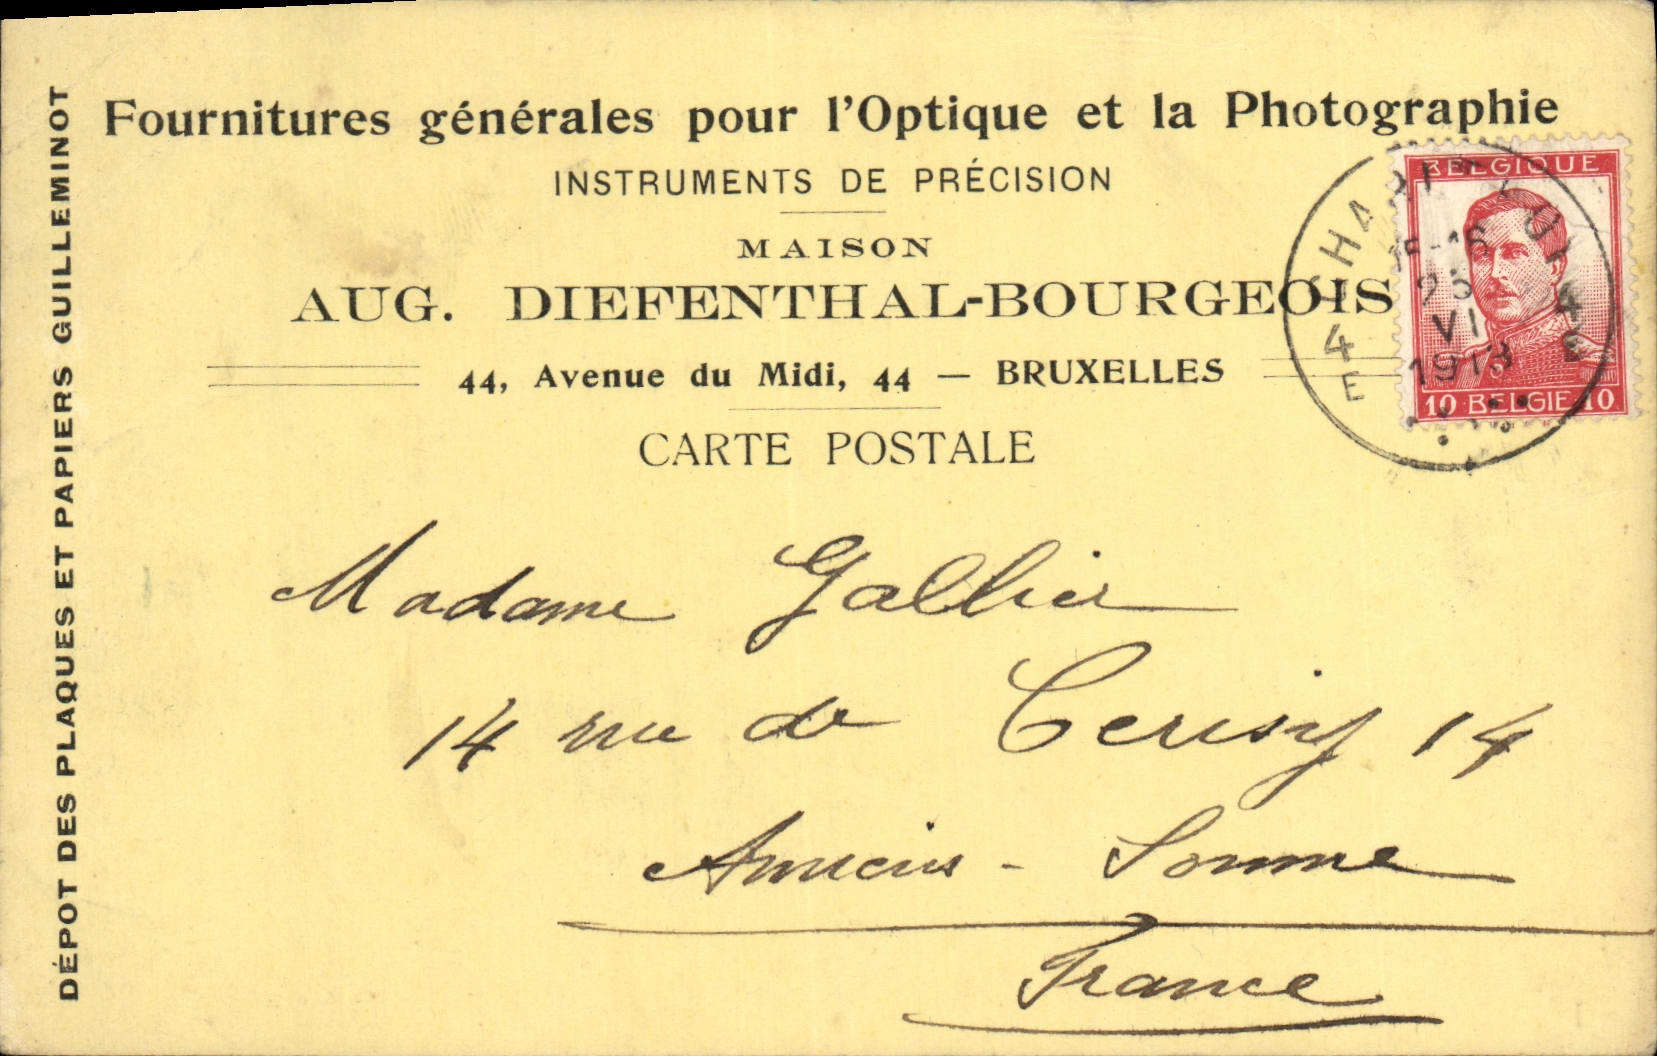 Fournitures générales pour l'Optique et la Photographie
INSTRUMENTS DE PRÉCISION
MAISON
AUG. DIEFENTHAL-BOURGEOIS
44, Avenue du Midi, 44 — BRUXELLES
CARTE POSTALE
DÉPOT DES PLAQUES ET PAPIERS GUILLEMINOT
BELGIQUE
10 BELGIE 10
VI
1913
4
E
4
E
Madame
14 rue de Cerisy 14
Amiens - Somme
France